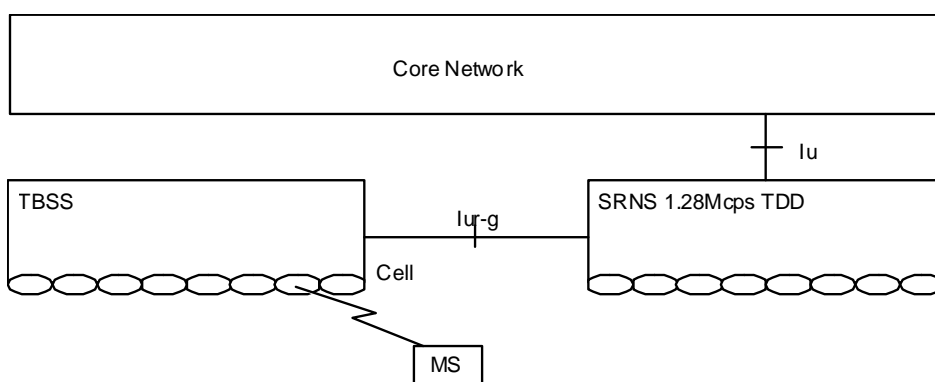 Core Network
Iu
TBSS
SRNS 1.28Mcps TDD
Iur-g
Cell
MS